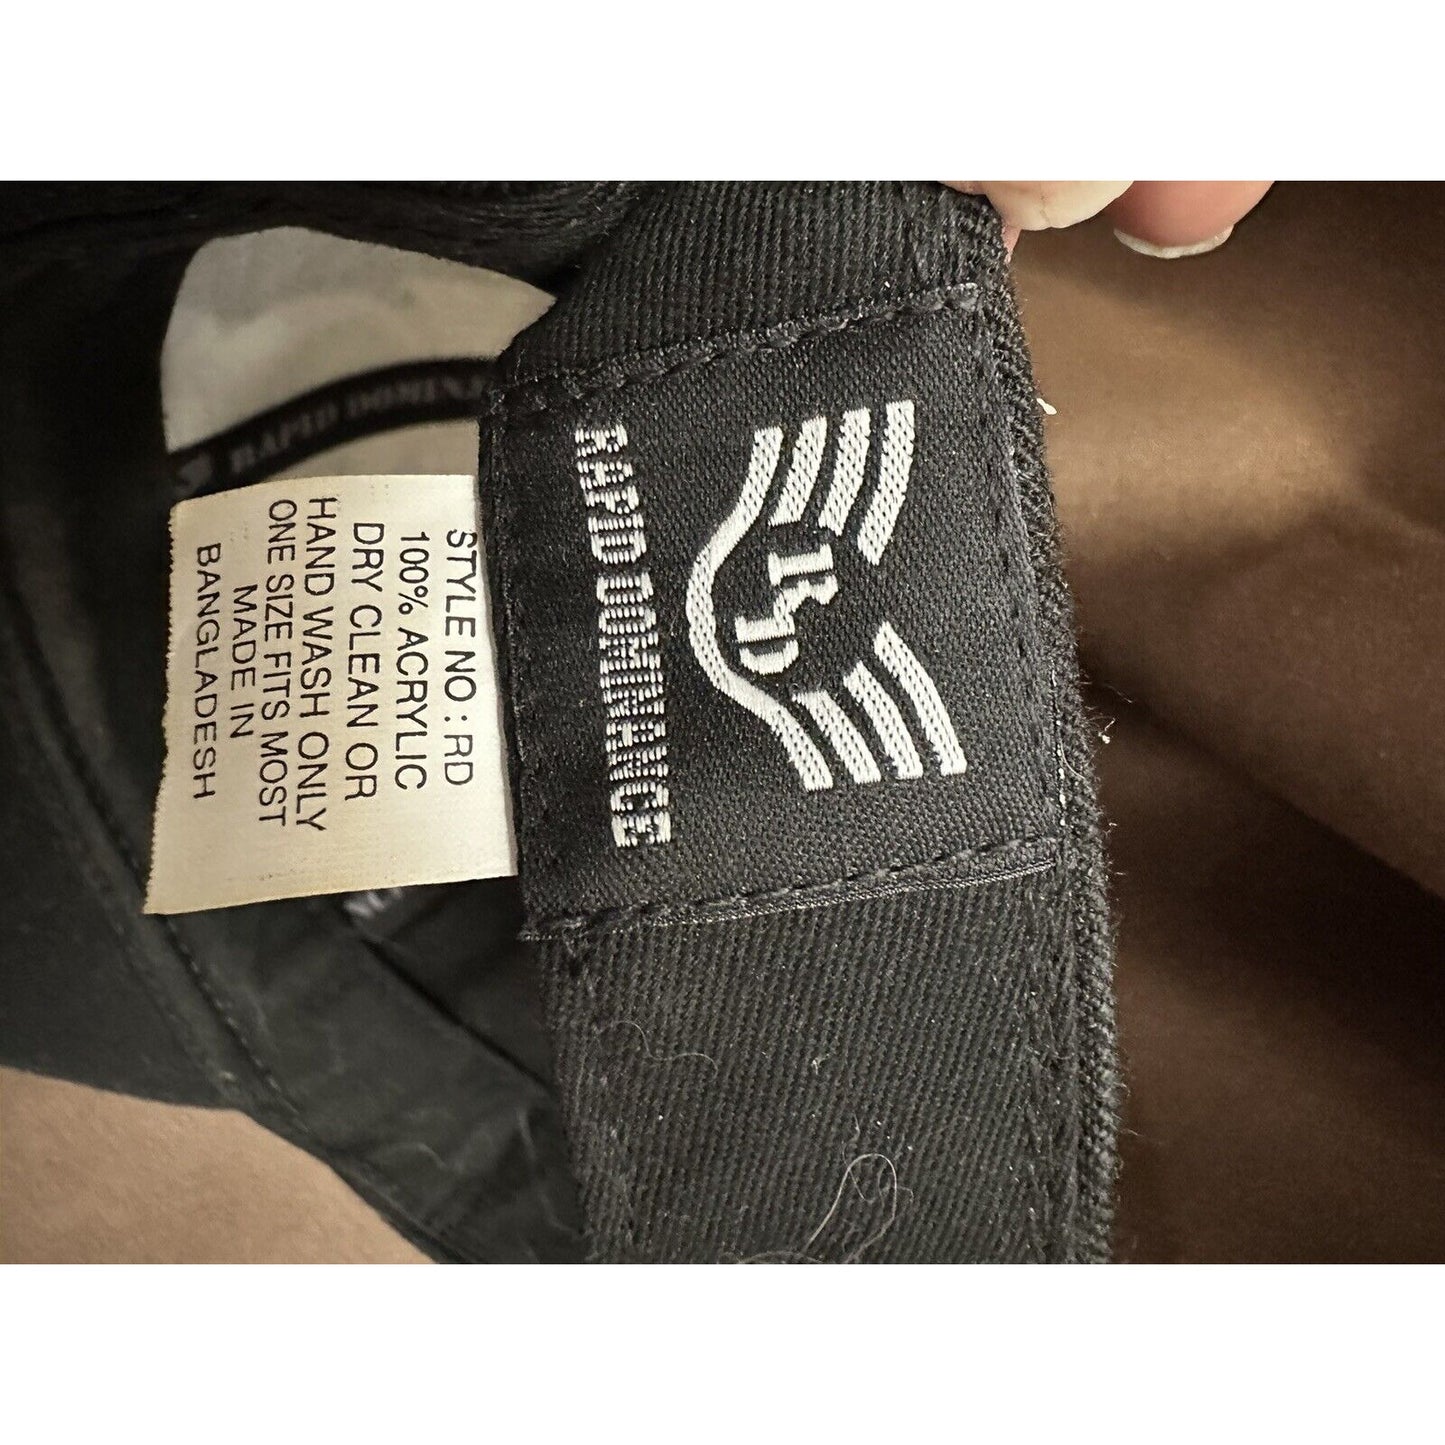 RD
RAPID DOMINANCE
STYLE NO : RD
100% ACRYLIC
DRY CLEAN OR
HAND WASH ONLY
ONE SIZE FITS MOST
MADE IN
BANGLADESH
RAPID DOMIN